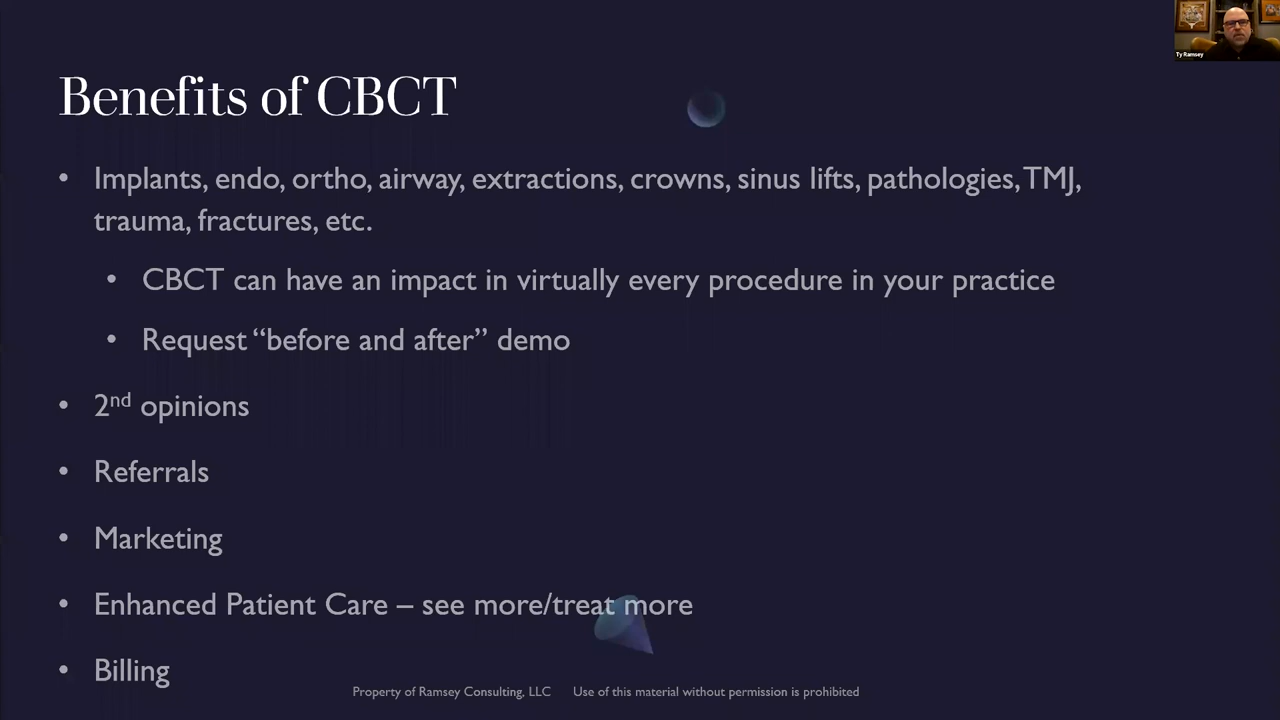 Ty Ramsey
Benefits of CBCT
• Implants, endo, ortho, airway, extractions, crowns, sinus lifts, pathologies, TMJ,
trauma, fractures, etc.
• CBCT can have an impact in virtually every procedure in your practice
• Request “before and after” demo
• 2nd opinions
• Referrals
• Marketing
• Enhanced Patient Care – see more/treat more
• Billing
Property of Ramsey Consulting, LLC Use of this material without permission is prohibited